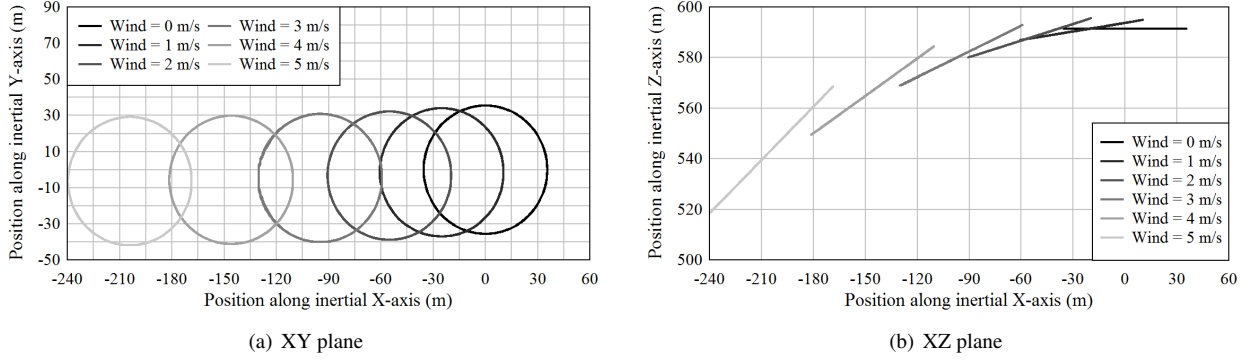 Position along inertial Y-axis (m)
90
70
50
30
10
-10
-30
-50
Wind = 0 m/s
Wind = 1 m/s
Wind = 2 m/s
Wind = 3 m/s
Wind = 4 m/s
Wind = 5 m/s
-240 -210 -180 -150 -120 -90 -60 -30 0 30 60
Position along inertial X-axis (m)
(a) XY plane
Position along inertial Z-axis (m)
600
580
560
540
520
500
Wind = 0 m/s
Wind = 1 m/s
Wind = 2 m/s
Wind = 3 m/s
Wind = 4 m/s
Wind = 5 m/s
-240 -210 -180 -150 -120 -90 -60 -30 0 30 60
Position along inertial X-axis (m)
(b) XZ plane